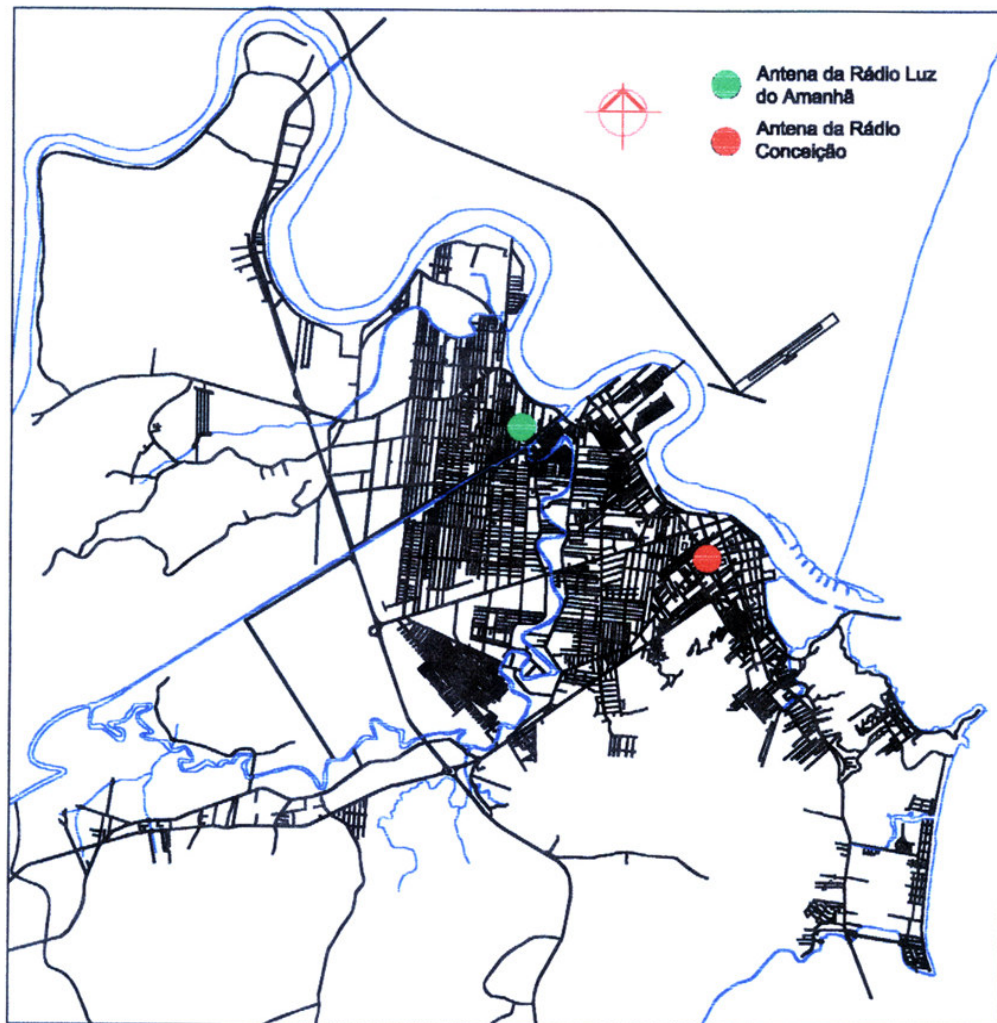 Antena da Rádio Luz
do Amanhã
Antena da Rádio
Conceição